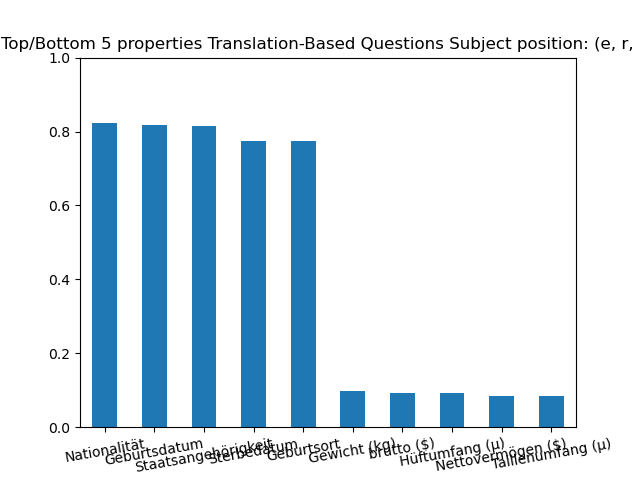 Top/Bottom 5 properties Translation-Based Questions Subject position: (e, r,
1.0
0.8
0.6
0.4
0.2
0.0
Nationalität
Geburtsdatum
Staatsangehörigkeit
Sterbedatum
Geburtsort
Gewicht (kg)
brutto ($)
Hüftumfang (µ)
Nettovermögen ($)
Taillenumfang (µ)